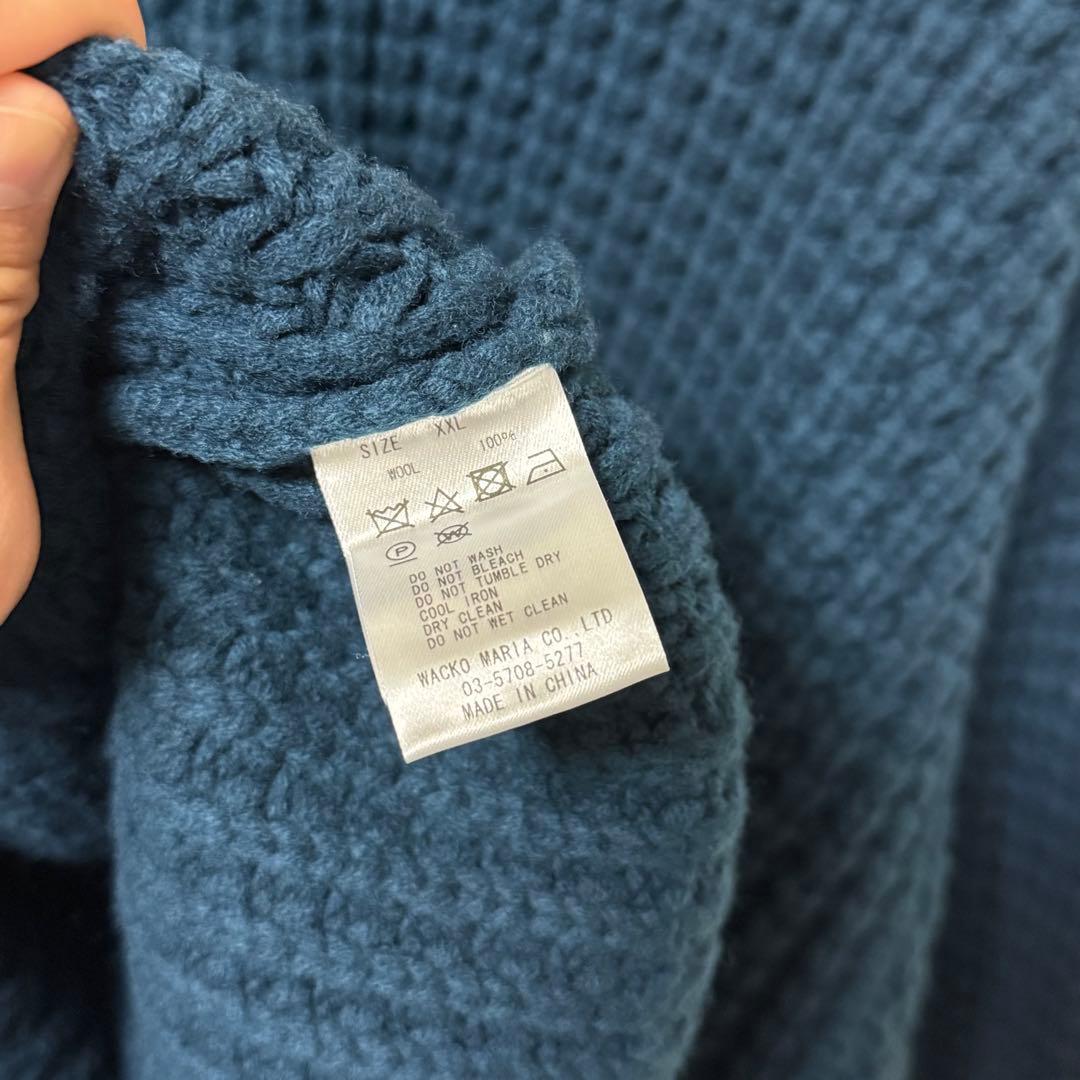 SIZE XXL
WOOL 100%
P
W
DO NOT WASH
DO NOT BLEACH
DO NOT TUMBLE DRY
COOL IRON
DRY CLEAN
DO NOT WET CLEAN
WACKO MARIA CO.,LTD
03-5708-5277
MADE IN CHINA